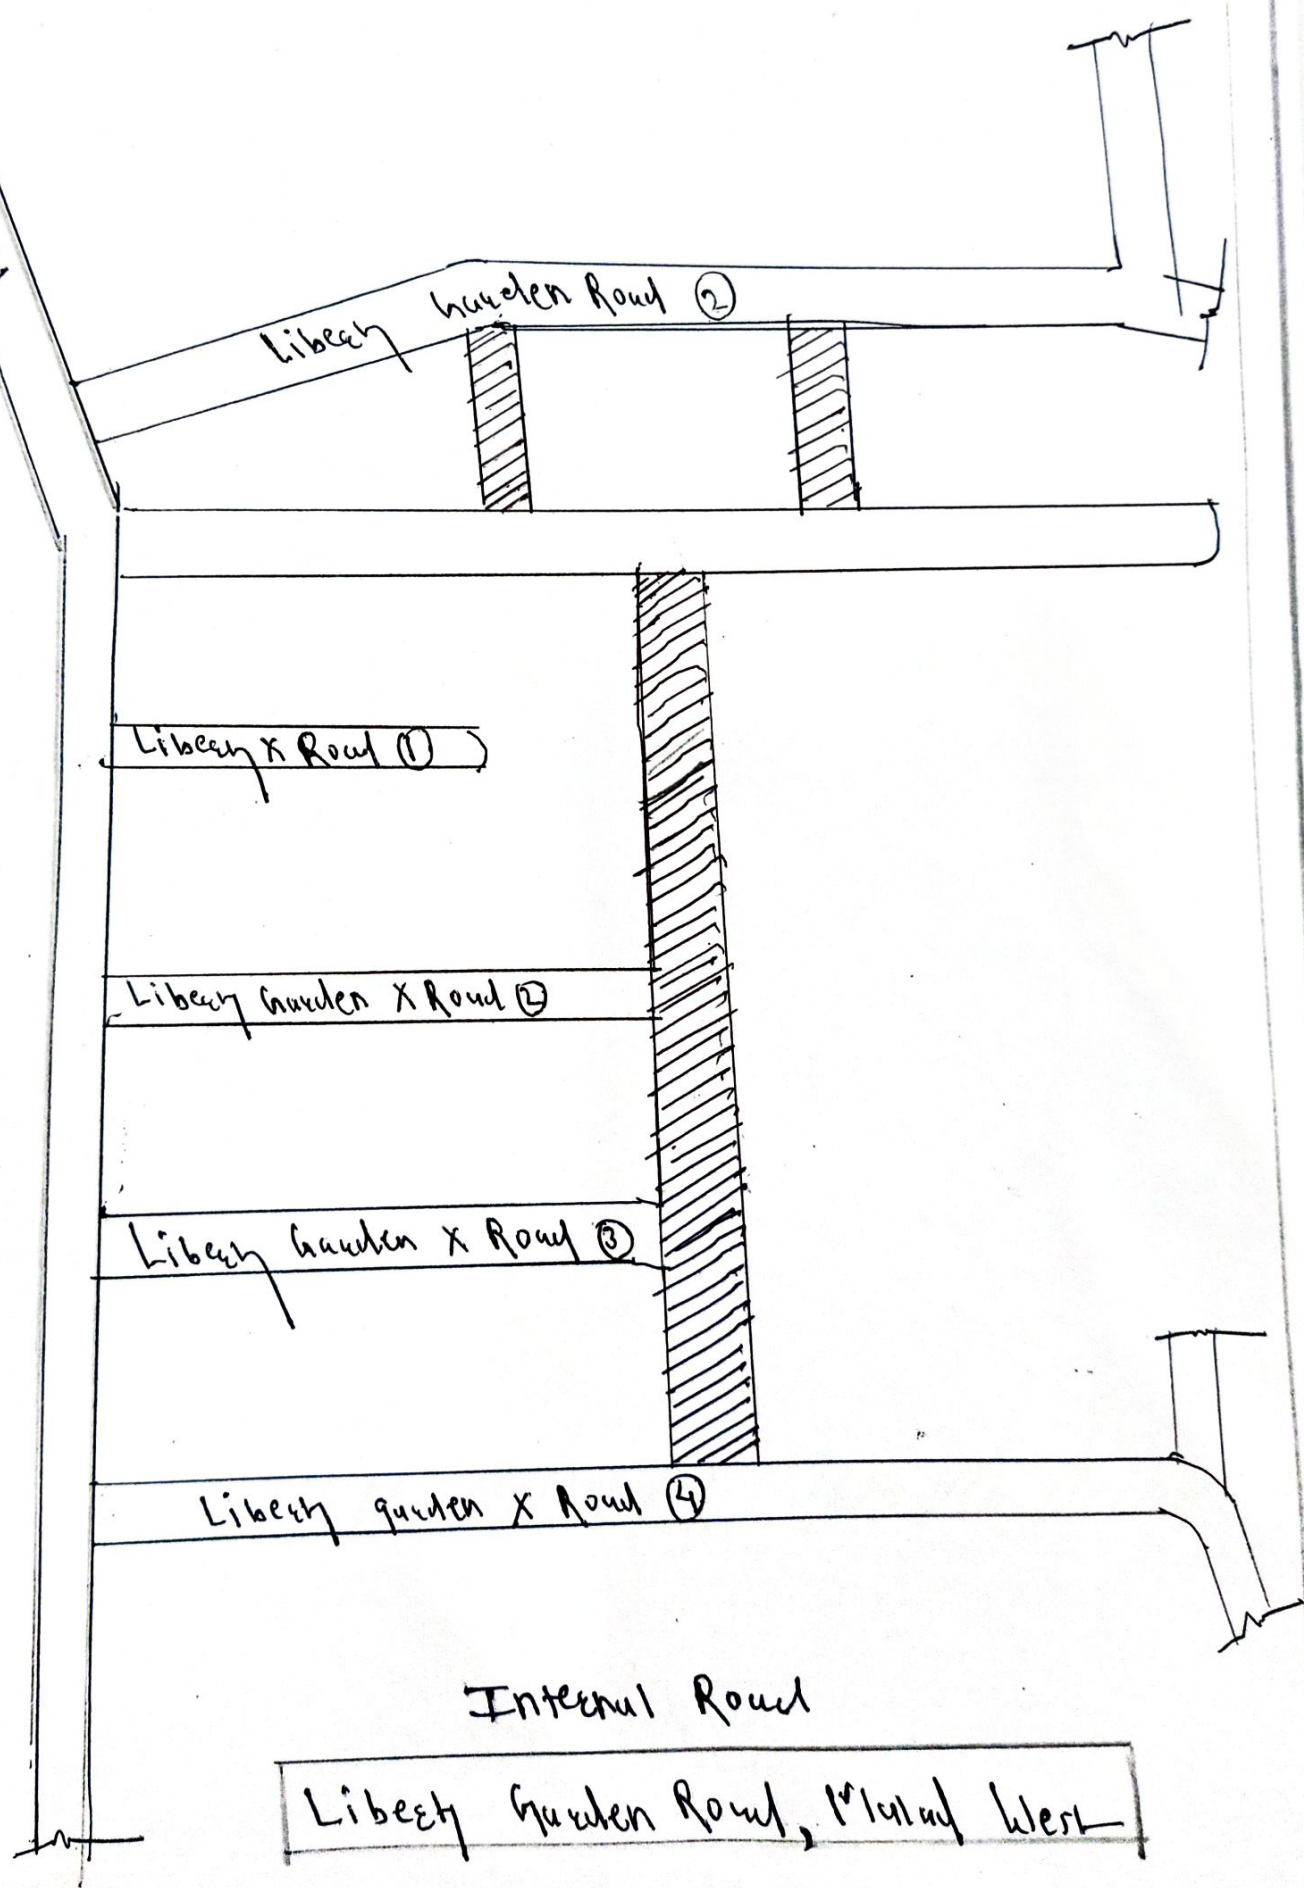 Liberty Garden Road ②
Liberty X Road ①
Liberty Garden X Road ②
Liberty Garden X Road ③
Liberty garden X Road ④
Internal Road
Liberty Garden Road, Malad West